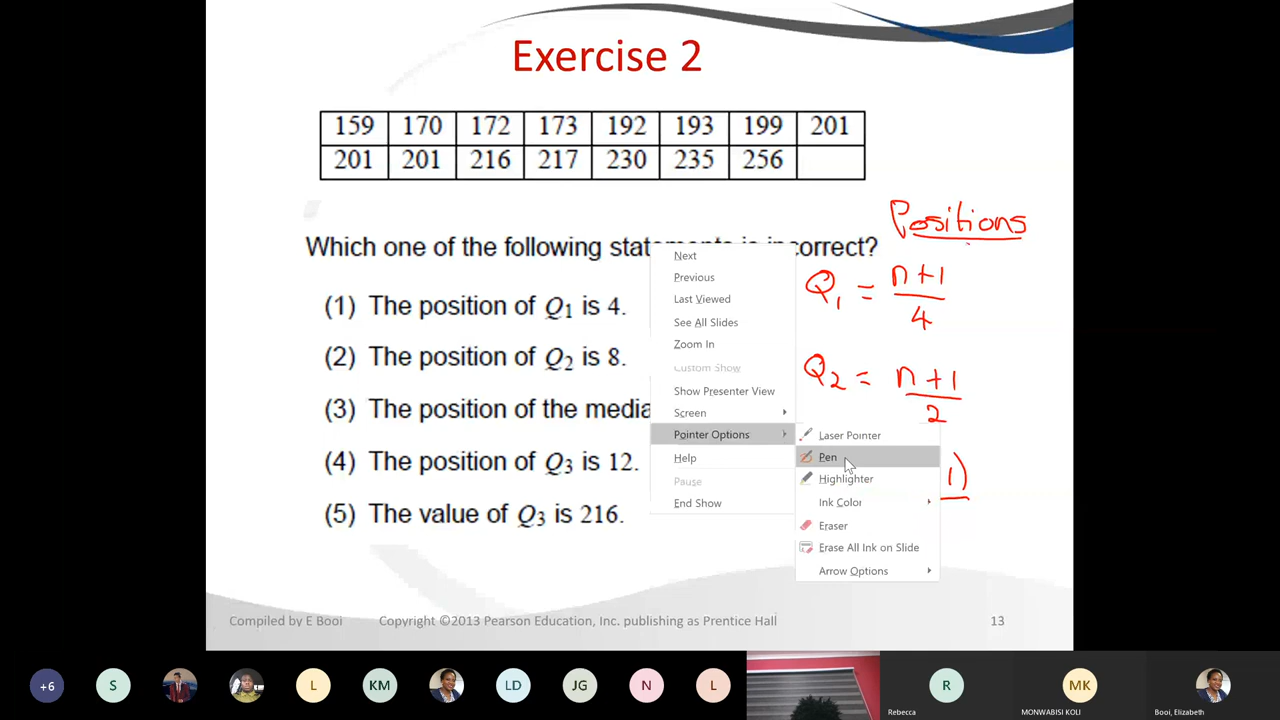 Exercise 2
159 170 172 173 192 193 199 201
201 201 216 217 230 235 256
Which one of the following statements is incorrect?
(1) The position of Q1 is 4.
(2) The position of Q2 is 8.
(3) The position of the media
(4) The position of Q3 is 12.
(5) The value of Q3 is 216.
Positions
Q1 = n+1
4
Q2 = n+1
2
1)
Next
Previous
Last Viewed
See All Slides
Zoom In
Custom Show
Show Presenter View
Screen
Pointer Options
Help
Pause
End Show
Laser Pointer
Pen
Highlighter
Ink Color
Eraser
Erase All Ink on Slide
Arrow Options
Compiled by E Booi Copyright ©2013 Pearson Education, Inc. publishing as Prentice Hall 13
+6 S L KM LD JG N L R MK
Rebecca MONWABISI KOLI Booi, Elizabeth